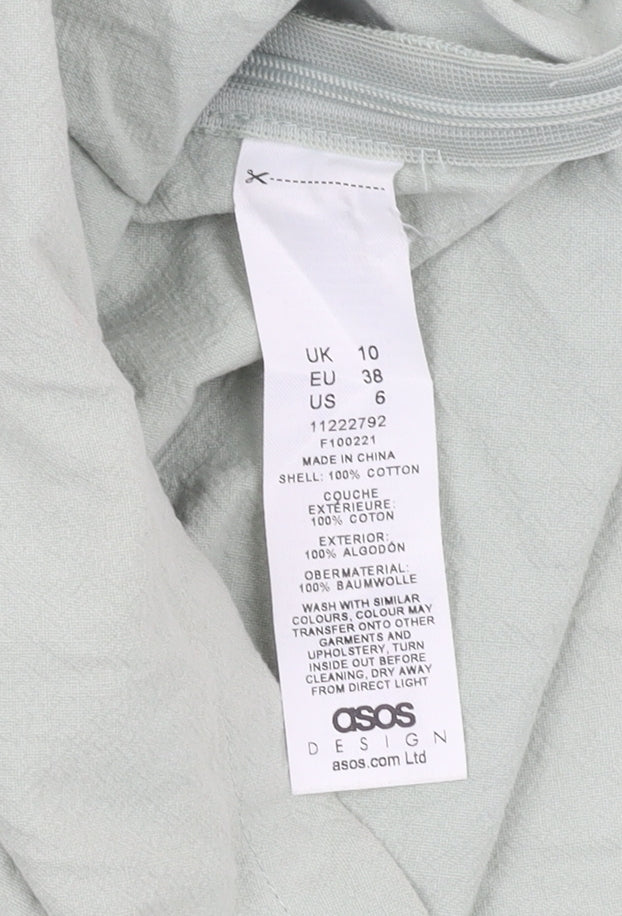 UK 10
EU 38
US 6
11222792
F100221
MADE IN CHINA
SHELL: 100% COTTON
COUCHE
EXTÉRIEURE:
100% COTON
EXTERIOR:
100% ALGODÓN
OBERMATERIAL:
100% BAUMWOLLE
WASH WITH SIMILAR
COLOURS, COLOUR MAY
TRANSFER ONTO OTHER
GARMENTS AND
UPHOLSTERY, TURN
INSIDE OUT BEFORE
CLEANING, DRY AWAY
FROM DIRECT LIGHT
asos
DESIGN
asos.com Ltd